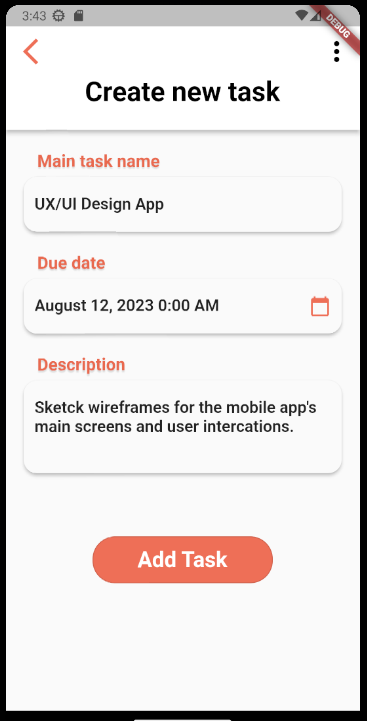 3:43
DEBUG
Create new task
Main task name
UX/UI Design App
Due date
August 12, 2023 0:00 AM
Description
Sketck wireframes for the mobile app's
main screens and user intercations.
Add Task